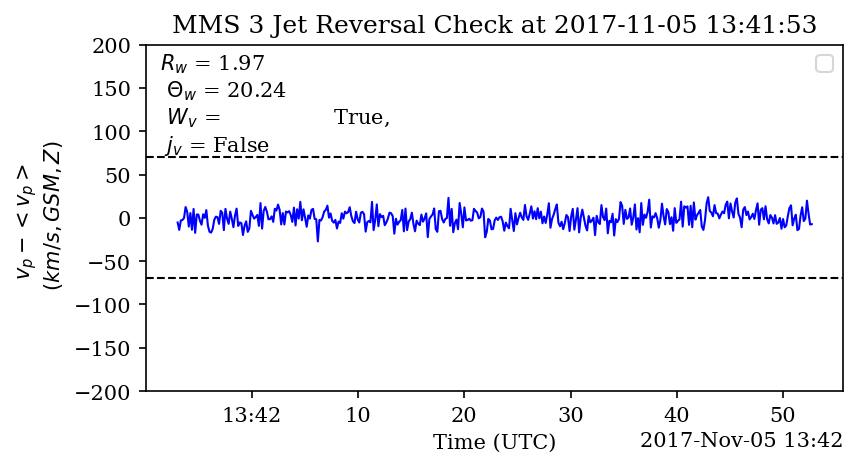 MMS 3 Jet Reversal Check at 2017-11-05 13:41:53
200
150
100
50
0
−50
−100
−150
−200
v_p − < v_p >
(km/s, GSM, Z)
R_w = 1.97
Θ_w = 20.24
W_v = True,
j_v = False
13:42 10 20 30 40 50
Time (UTC)
2017-Nov-05 13:42